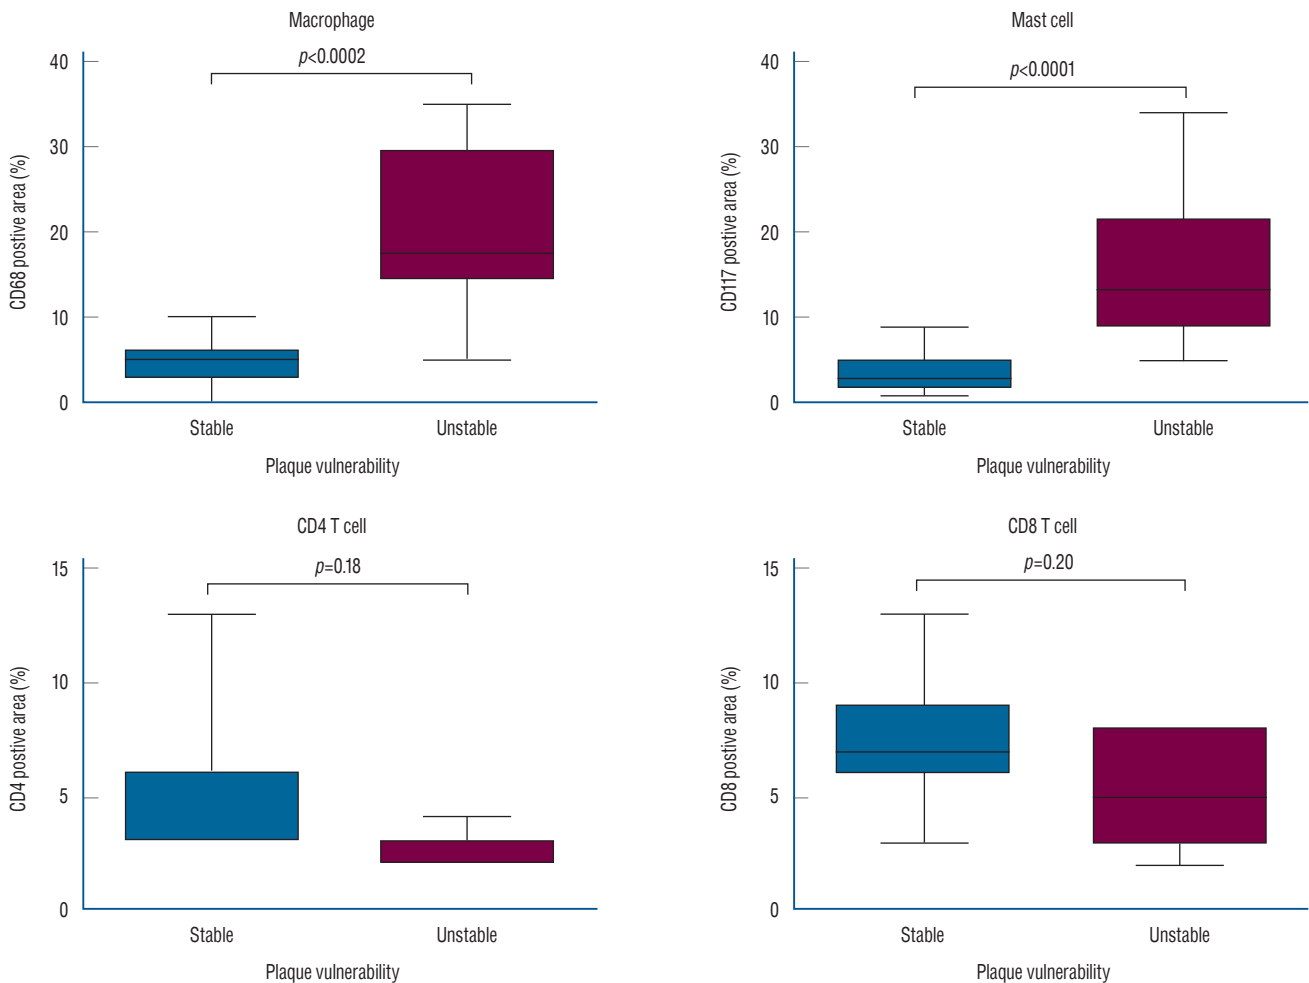 Macrophage
p<0.0002
40
30
20
10
0
CD68 postive area (%)
Stable
Unstable
Plaque vulnerability
Mast cell
p<0.0001
40
30
20
10
0
CD117 postive area (%)
Stable
Unstable
Plaque vulnerability
CD4 T cell
p=0.18
15
10
5
0
CD4 postive area (%)
Stable
Unstable
Plaque vulnerability
CD8 T cell
p=0.20
15
10
5
0
CD8 postive area (%)
Stable
Unstable
Plaque vulnerability